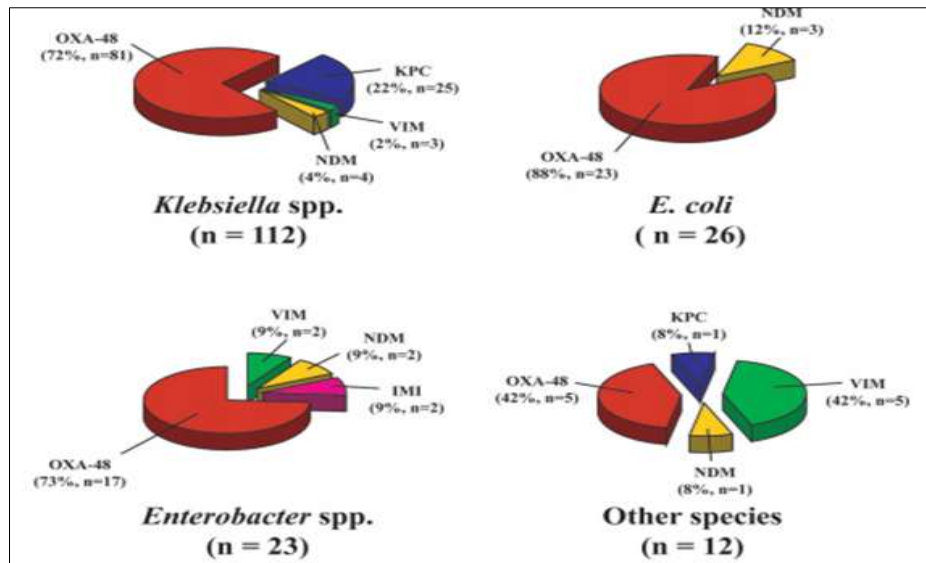 OXA-48
(72%, n=81)
KPC
(22%, n=25)
VIM
(2%, n=3)
NDM
(4%, n=4)
Klebsiella spp.
(n = 112)
NDM
(12%, n=3)
OXA-48
(88%, n=23)
E. coli
( n = 26)
VIM
(9%, n=2)
NDM
(9%, n=2)
IMI
(9%, n=2)
OXA-48
(73%, n=17)
Enterobacter spp.
(n = 23)
KPC
(8%, n=1)
OXA-48
(42%, n=5)
VIM
(42%, n=5)
NDM
(8%, n=1)
Other species
(n = 12)